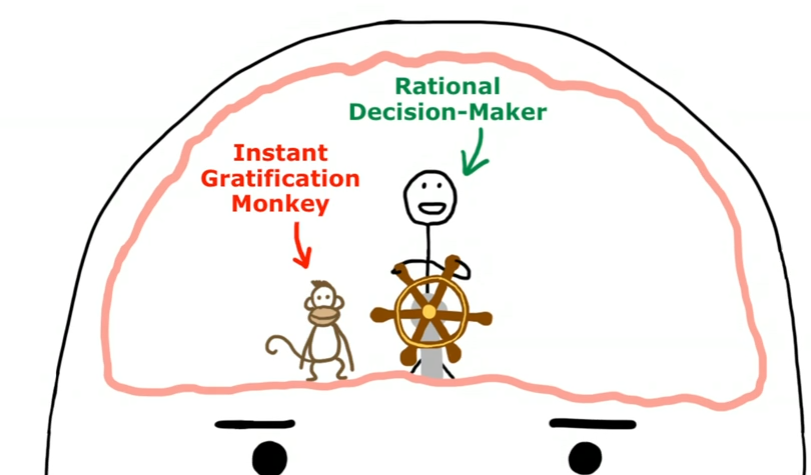 Rational
Decision-Maker
Instant
Gratification
Monkey